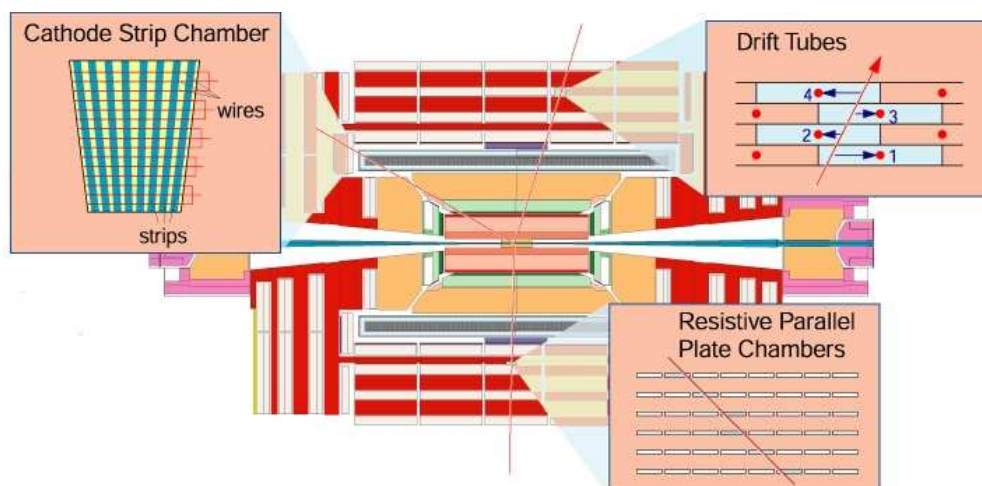 Cathode Strip Chamber
wires
strips
Drift Tubes
4
3
2
1
Resistive Parallel
Plate Chambers